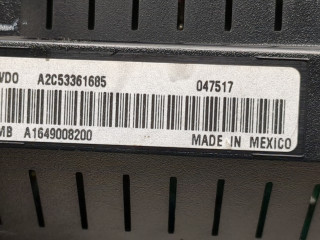 VDO A2C53361685 047517
MB A1649008200 MADE IN MEXICO